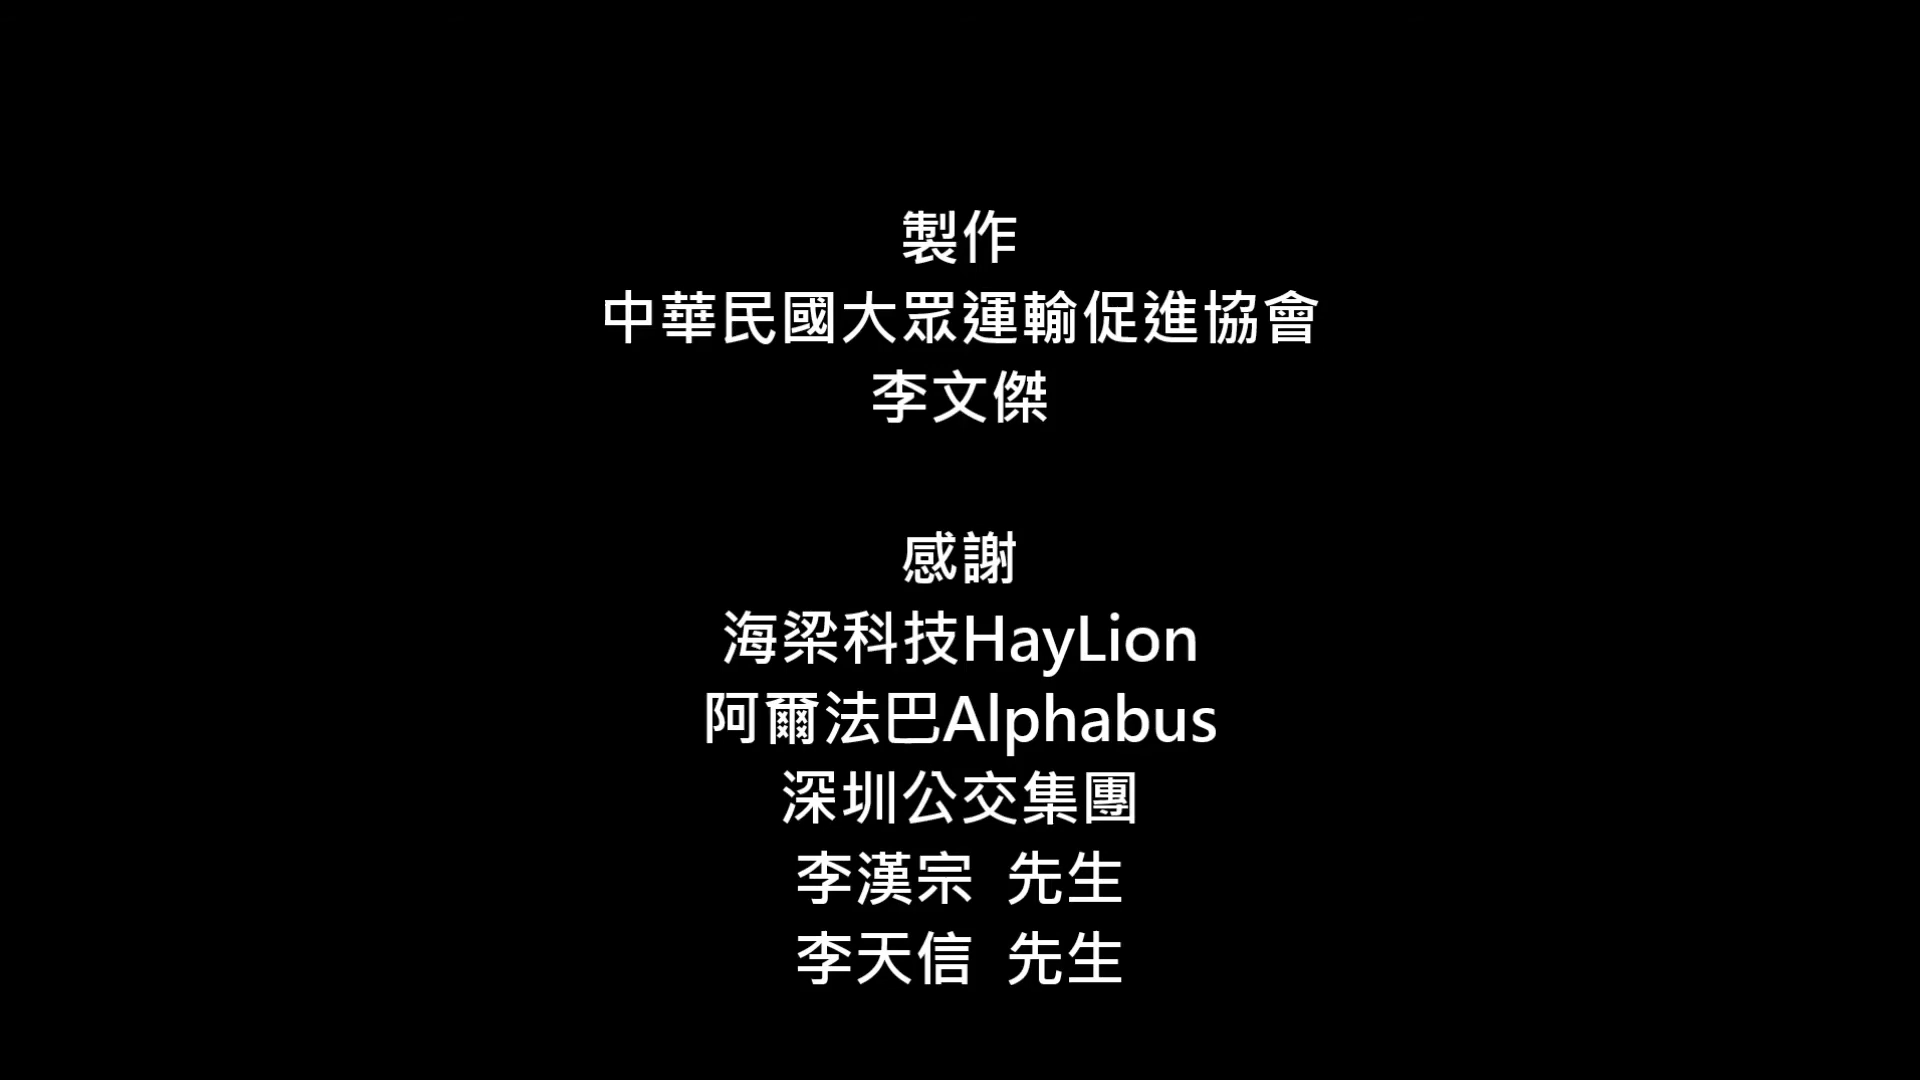 製作
中華民國大眾運輸促進協會
李文傑
感謝
海梁科技HayLion
阿爾法巴Alphabus
深圳公交集團
李漢宗 先生
李天信 先生